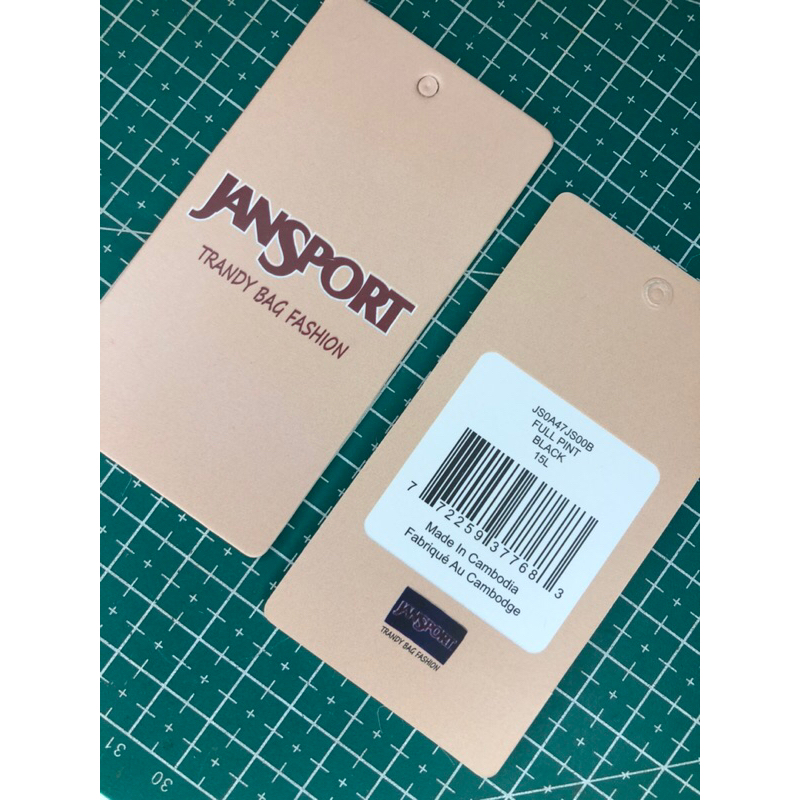 JANSPORT
TRANDY BAG FASHION
JS0A47JS00B
FULL PINT
BLACK
15L
7 72259 37768 3
Made In Cambodia
Fabriqué Au Cambodge
JANSPORT
TRANDY BAG FASHION
31
30